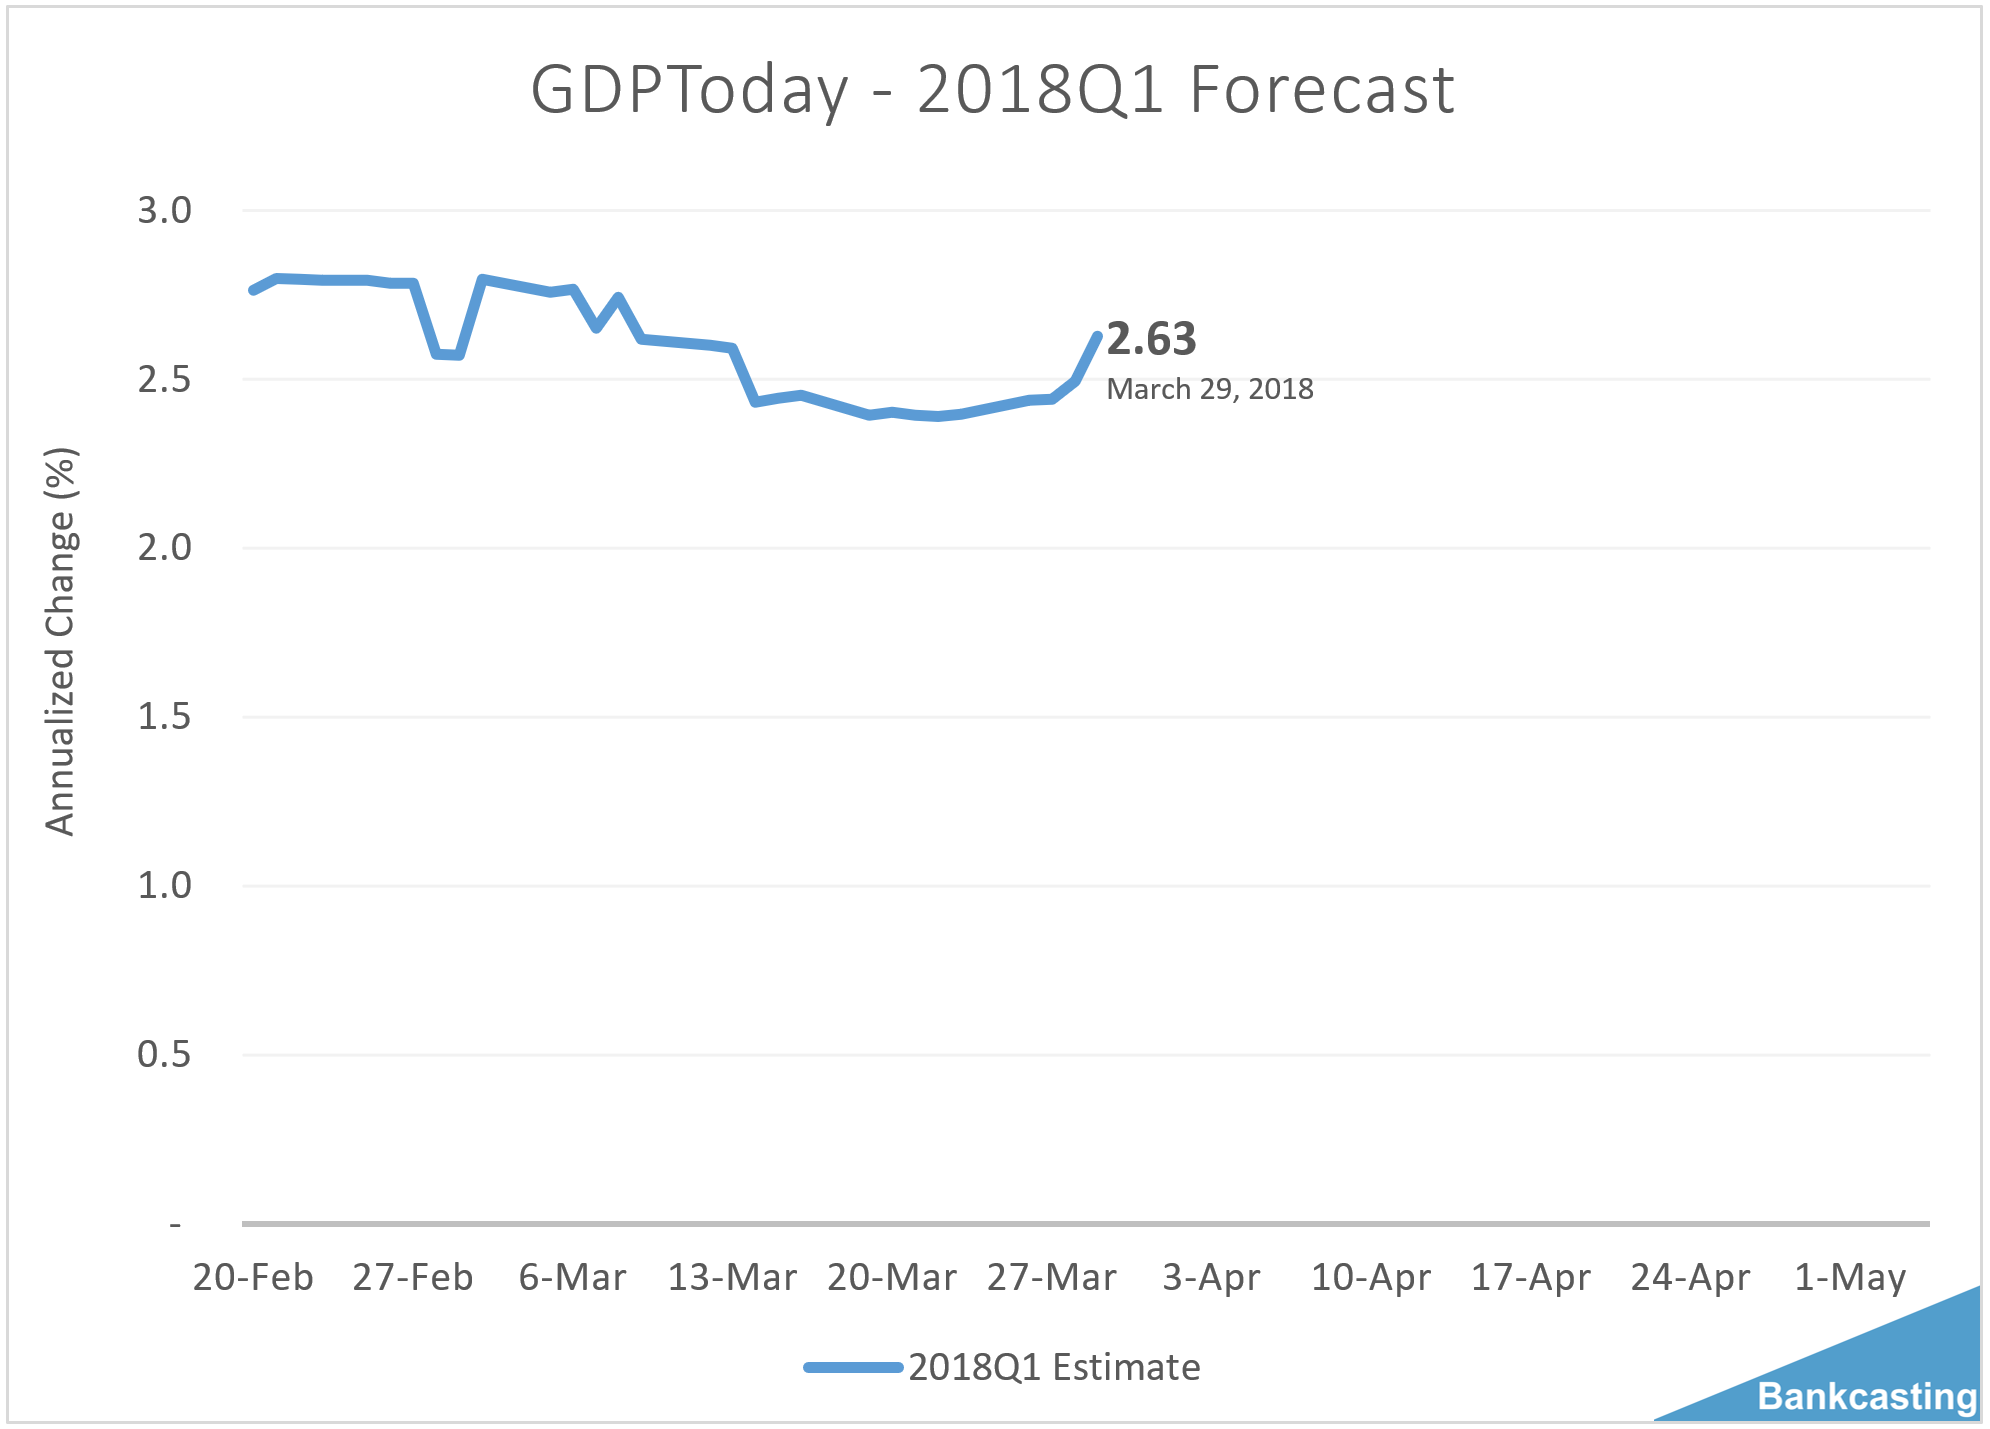 GDPToday - 2018Q1 Forecast
Annualized Change (%)
3.0
2.5
2.0
1.5
1.0
0.5
-
2.63
March 29, 2018
20-Feb 27-Feb 6-Mar 13-Mar 20-Mar 27-Mar 3-Apr 10-Apr 17-Apr 24-Apr 1-May
2018Q1 Estimate
Bankcasting